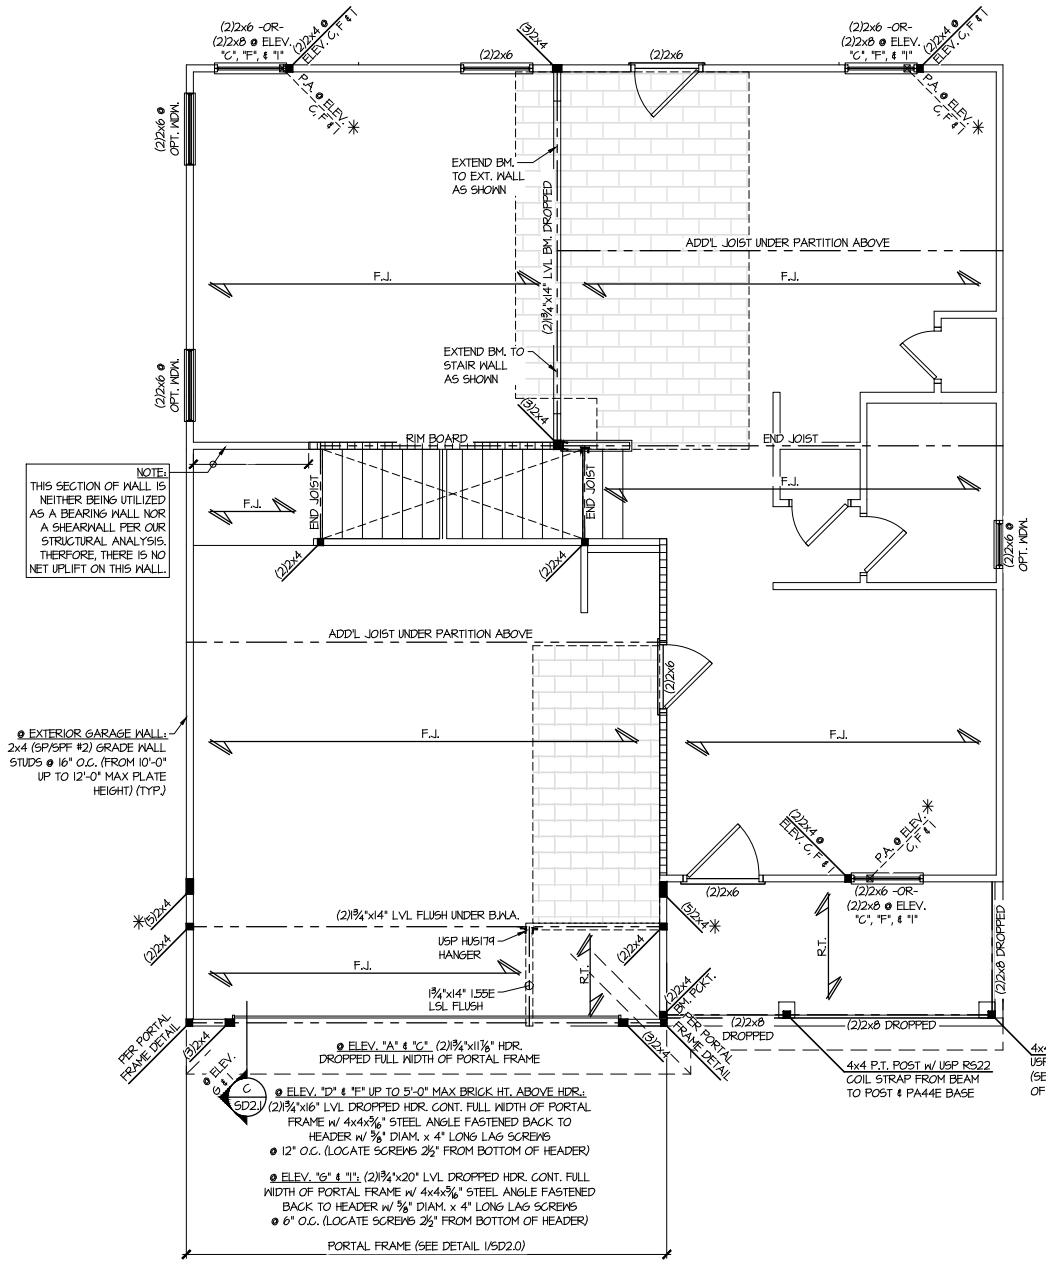 (2)2x6 -OR-
(2)2x8 @ ELEV.
"C", "F", & "I"
(2)2x4 @
ELEV. C, F & I
P.A. @ ELEV. *
C, F & I
(2)2x6
(3)2x4
(2)2x6
(2)2x6 -OR-
(2)2x8 @ ELEV.
"C", "F", & "I"
(2)2x4 @
ELEV. C, F & I
P.A. @ ELEV. *
C, F & I
(2)2x6 @
OPT. WDW.
EXTEND BM.
TO EXT. WALL
AS SHOWN
(2)1¾"x14" LVL BM. DROPPED
ADD'L JOIST UNDER PARTITION ABOVE
F.J.
F.J.
EXTEND BM. TO
STAIR WALL
AS SHOWN
(2)2x6 @
OPT. WDW.
(3)2x4
RIM BOARD
END JOIST
NOTE:
THIS SECTION OF WALL IS
NEITHER BEING UTILIZED
AS A BEARING WALL NOR
A SHEARWALL PER OUR
STRUCTURAL ANALYSIS.
THERFORE, THERE IS NO
NET UPLIFT ON THIS WALL.
F.J.
END JOIST
END JOIST
F.J.
(2)2x6 @
OPT. WDW.
(2)2x4
(2)2x4
ADD'L JOIST UNDER PARTITION ABOVE
(2)2x6
@ EXTERIOR GARAGE WALL:
2x4 (SP/SPF #2) GRADE WALL
STUDS @ 16" O.C. (FROM 10'-0"
UP TO 12'-0" MAX PLATE
HEIGHT) (TYP.)
F.J.
F.J.
(2)2x4 @
ELEV. C, F & I
P.A. @ ELEV. *
C, F & I
(2)2x6
(2)2x6 -OR-
(2)2x8 @ ELEV.
"C", "F", & "I"
* (5)2x4
(2)2x4
(2)1¾"x14" LVL FLUSH UNDER B.W.A.
(5)2x4 *
(2)2x4
USP HUS179
HANGER
F.J.
R.T.
R.T.
(2)2x8 DROPPED
1¾"x14" 1.55E
LSL FLUSH
(2)2x4
BM. PCKT.
PER PORTAL
FRAME DETAIL
(3)2x4
(3)2x4
PER PORTAL
FRAME DETAIL
(2)2x8
DROPPED
(2)2x8 DROPPED
@ ELEV. "A" & "C" (2)1¾"x11⅞" HDR.
DROPPED FULL WIDTH OF PORTAL FRAME
4x4 P.T. POST w/ USP RS22
COIL STRAP FROM BEAM
TO POST & PA44E BASE
4x4
USP
(SE
OF
@ ELEV.
G & I
C
SD2.1
@ ELEV. "D" & "F" UP TO 5'-0" MAX BRICK HT. ABOVE HDR.:
(2)1¾"x16" LVL DROPPED HDR. CONT. FULL WIDTH OF PORTAL
FRAME w/ 4x4x5/16" STEEL ANGLE FASTENED BACK TO
HEADER w/ ⅝" DIAM. x 4" LONG LAG SCREWS
@ 12" O.C. (LOCATE SCREWS 2½" FROM BOTTOM OF HEADER)
@ ELEV. "G" & "I": (2)1¾"x20" LVL DROPPED HDR. CONT. FULL
WIDTH OF PORTAL FRAME w/ 4x4x5/16" STEEL ANGLE FASTENED
BACK TO HEADER w/ ⅝" DIAM. x 4" LONG LAG SCREWS
@ 6" O.C. (LOCATE SCREWS 2½" FROM BOTTOM OF HEADER)
PORTAL FRAME (SEE DETAIL 1/SD2.0)